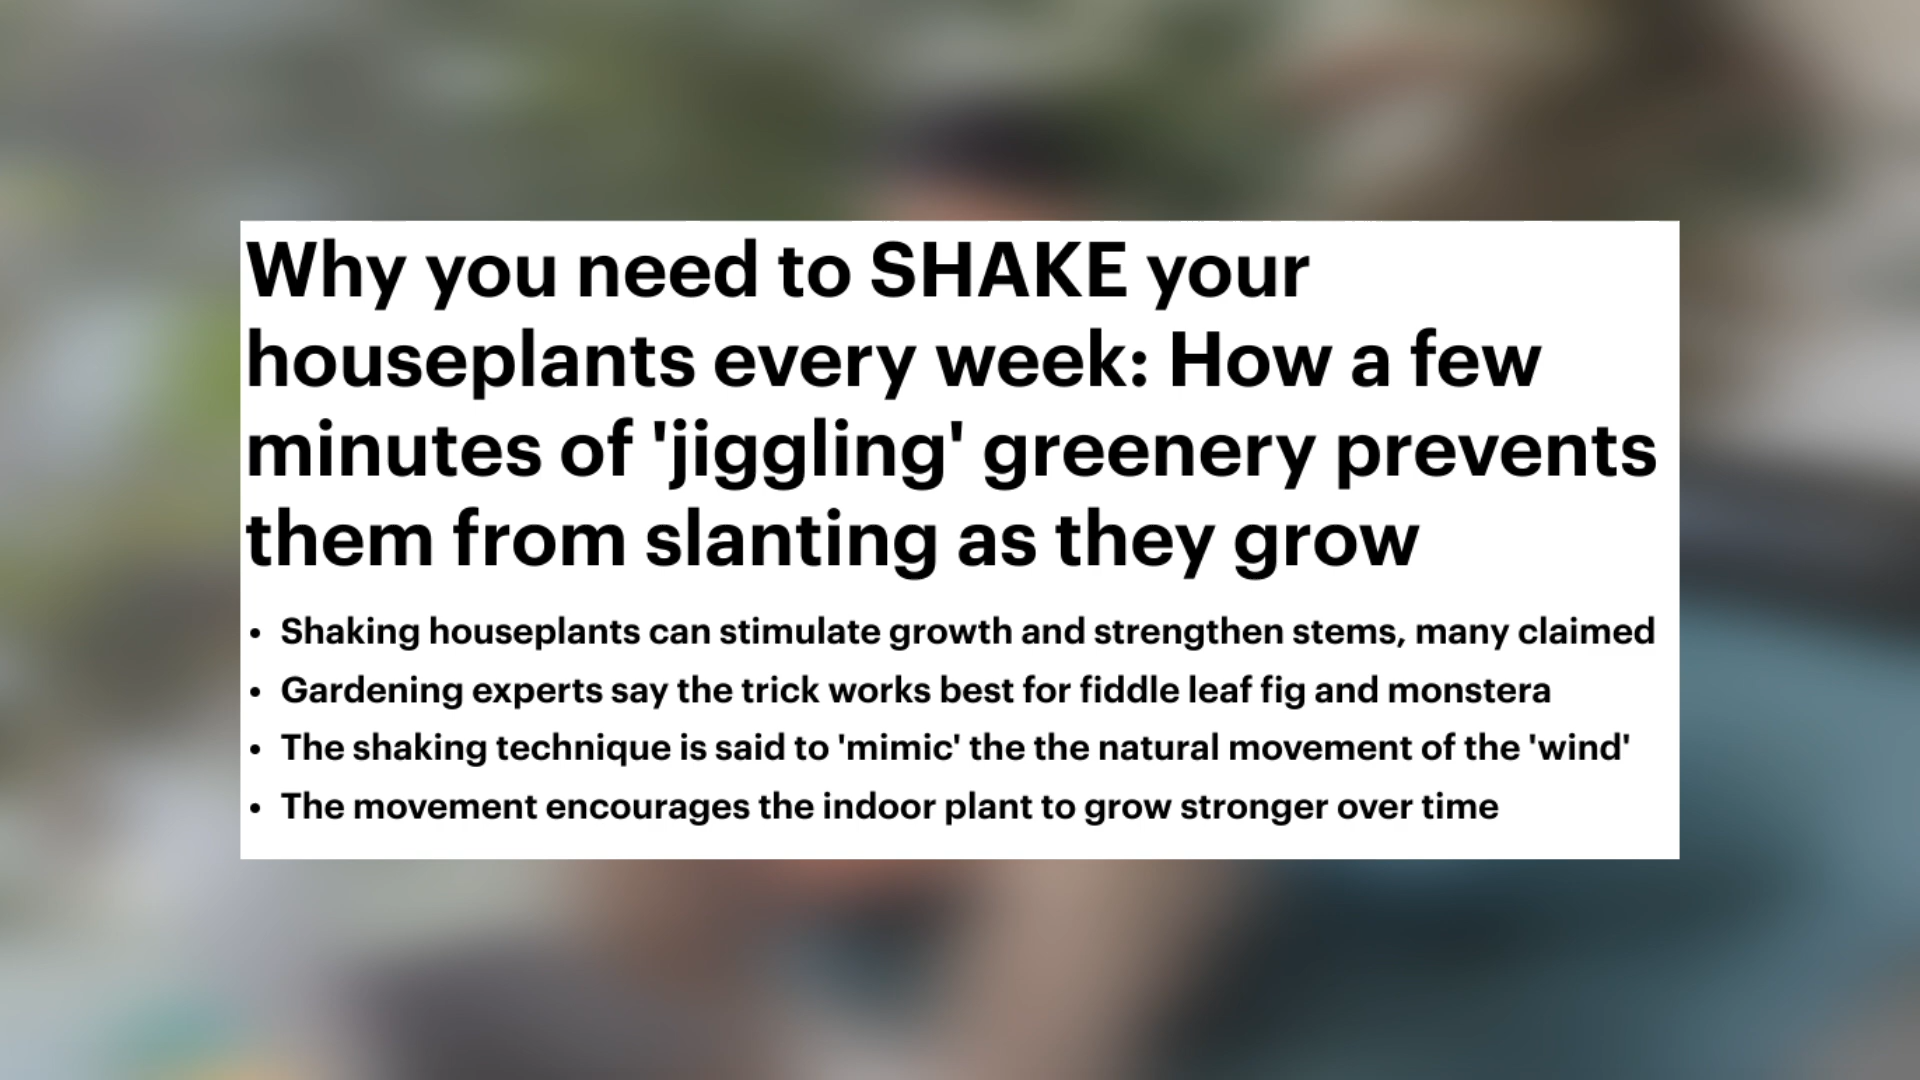 Why you need to SHAKE your
houseplants every week: How a few
minutes of 'jiggling' greenery prevents
them from slanting as they grow
• Shaking houseplants can stimulate growth and strengthen stems, many claimed
• Gardening experts say the trick works best for fiddle leaf fig and monstera
• The shaking technique is said to 'mimic' the the natural movement of the 'wind'
• The movement encourages the indoor plant to grow stronger over time